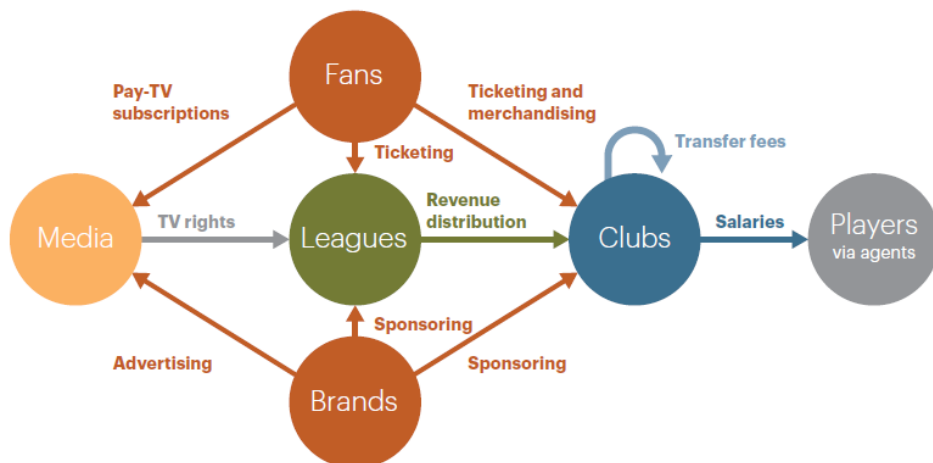 Fans
Pay-TV
subscriptions
Ticketing and
merchandising
Transfer fees
Ticketing
Media
TV rights
Leagues
Revenue
distribution
Clubs
Salaries
Players
via agents
Sponsoring
Advertising
Sponsoring
Brands